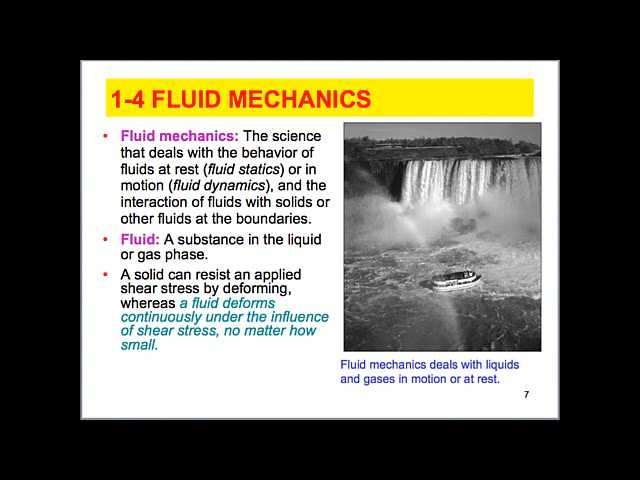 1-4 FLUID MECHANICS
• Fluid mechanics: The science
that deals with the behavior of
fluids at rest (fluid statics) or in
motion (fluid dynamics), and the
interaction of fluids with solids or
other fluids at the boundaries.
• Fluid: A substance in the liquid
or gas phase.
• A solid can resist an applied
shear stress by deforming,
whereas a fluid deforms
continuously under the influence
of shear stress, no matter how
small.
Fluid mechanics deals with liquids
and gases in motion or at rest.
7